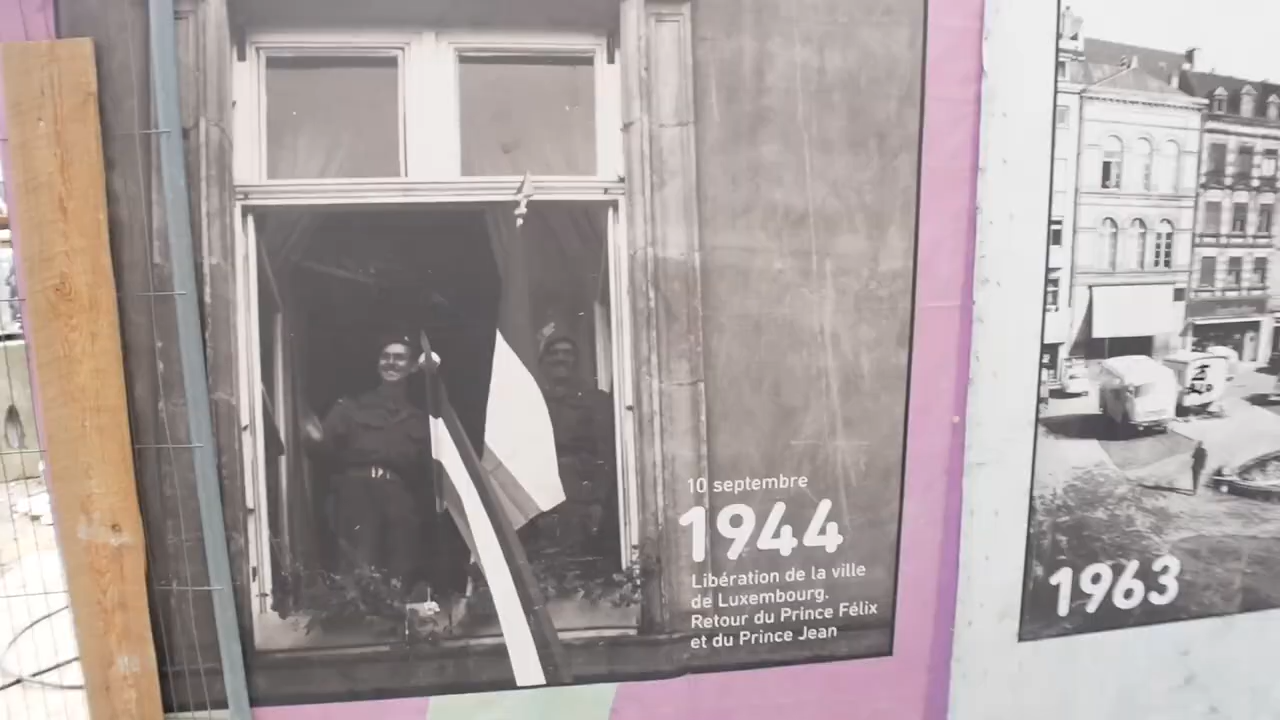 10 septembre
1944
Libération de la ville
de Luxembourg.
Retour du Prince Félix
et du Prince Jean
1963